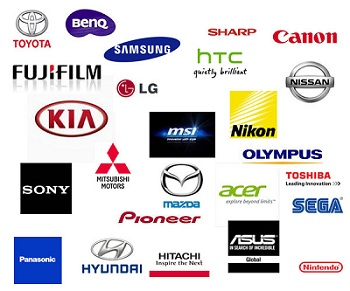 TOYOTA
BenQ
SAMSUNG
SHARP
Canon
hTC
quietly brilliant
FUJIFILM
LG
NISSAN
KIA
msi
Nikon
OLYMPUS
SONY
MITSUBISHI
MOTORS
mazda
acer
explore beyond limits™
TOSHIBA
Leading Innovation >>>
SEGA
Pioneer
Panasonic
HYUNDAI
HITACHI
Inspire the Next
ASUS
IN SEARCH OF INCREDIBLE
Global
Nintendo